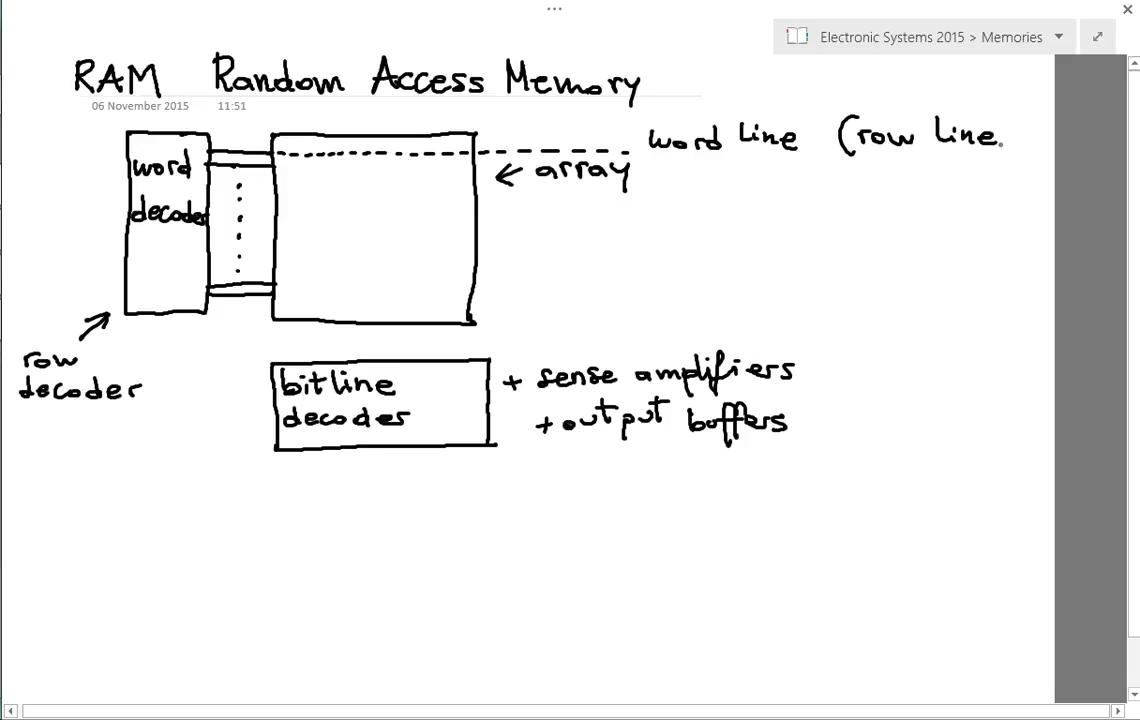 Electronic Systems 2015 > Memories
RAM Random Access Memory
06 November 2015 11:51
word line (row line
array
word
decoder
row
decoder
bitline
decoder
+ sense amplifiers
+ output buffers